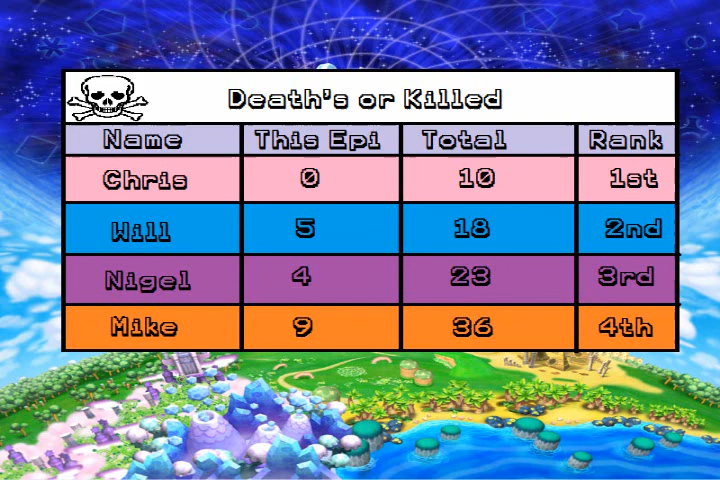 Death's or Killed
Name This Epi Total Rank
Chris 0 10 1st
Will 5 18 2nd
Nigel 4 23 3rd
Mike 9 36 4th